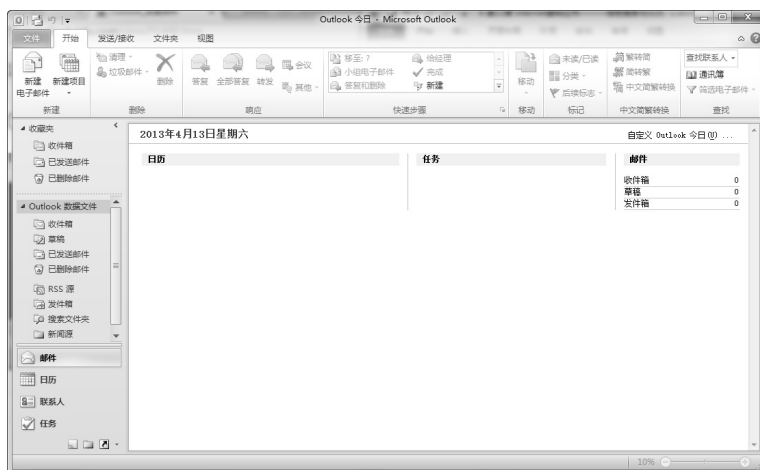 Outlook 今日 - Microsoft Outlook
文件 开始 发送/接收 文件夹 视图
新建 电子邮件
新建项目
清理
垃圾邮件
删除
答复 全部答复 转发
会议
其他
移至: ?
小组电子邮件
答复和删除
给经理
完成
新建
移动
未读/已读
分类
后续标志
繁转简
简转繁
中文简繁转换
查找联系人
通讯簿
筛选电子邮件
新建 删除 响应 快速步骤 移动 标记 中文简繁转换 查找
收藏夹
收件箱
已发送邮件
已删除邮件
Outlook 数据文件
收件箱
草稿
已发送邮件
已删除邮件
RSS 源
发件箱
搜索文件夹
新闻源
邮件
日历
联系人
任务
2013年4月13日星期六
自定义 Outlook 今日(U) ...
日历 任务 邮件
收件箱 0
草稿 0
发件箱 0
10%